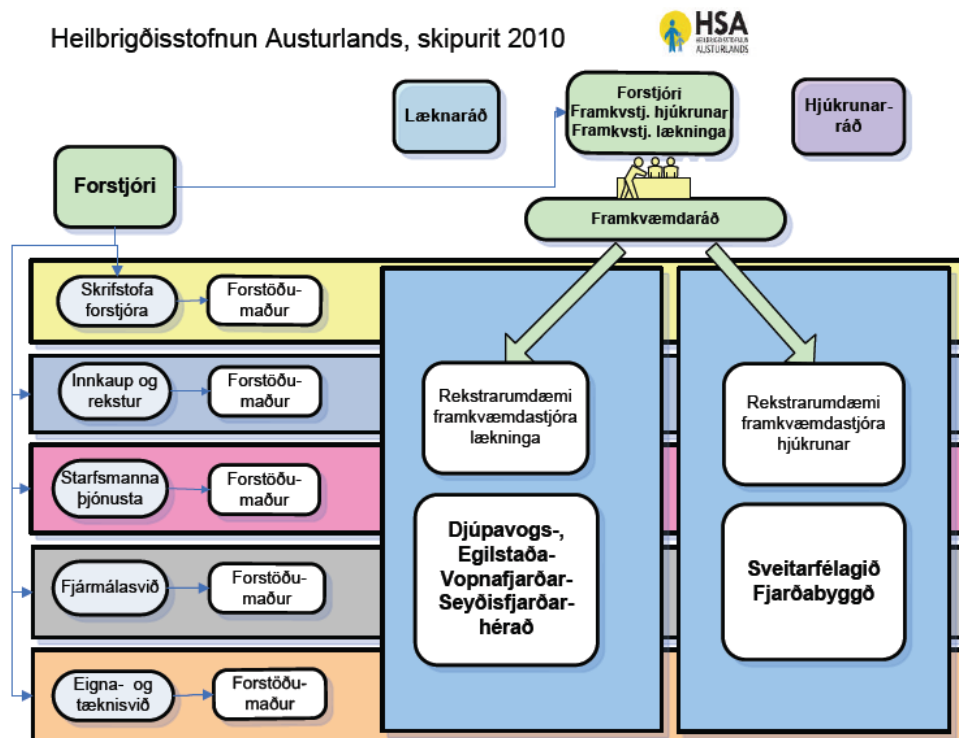 Heilbrigðisstofnun Austurlands, skipurit 2010
HSA
HEILBRIGÐISSTOFNUN
AUSTURLANDS
Læknaráð
Forstjóri
Framkvstj. hjúkrunar
Framkvstj. lækninga
Hjúkrunar-
ráð
Forstjóri
Framkvæmdaráð
Skrifstofa
forstjóra
Forstöðu-
maður
Innkaup og
rekstur
Forstöðu-
maður
Starfsmanna
þjónusta
Forstöðu-
maður
Fjármálasvið
Forstöðu-
maður
Eigna- og
tæknisvið
Forstöðu-
maður
Rekstrarumdæmi
framkvæmdastjóra
lækninga
Djúpavogs-,
Egilstaða-
Vopnafjarðar-
Seyðisfjarðar-
hérað
Rekstrarumdæmi
framkvæmdastjóra
hjúkrunar
Sveitarfélagið
Fjarðabyggð